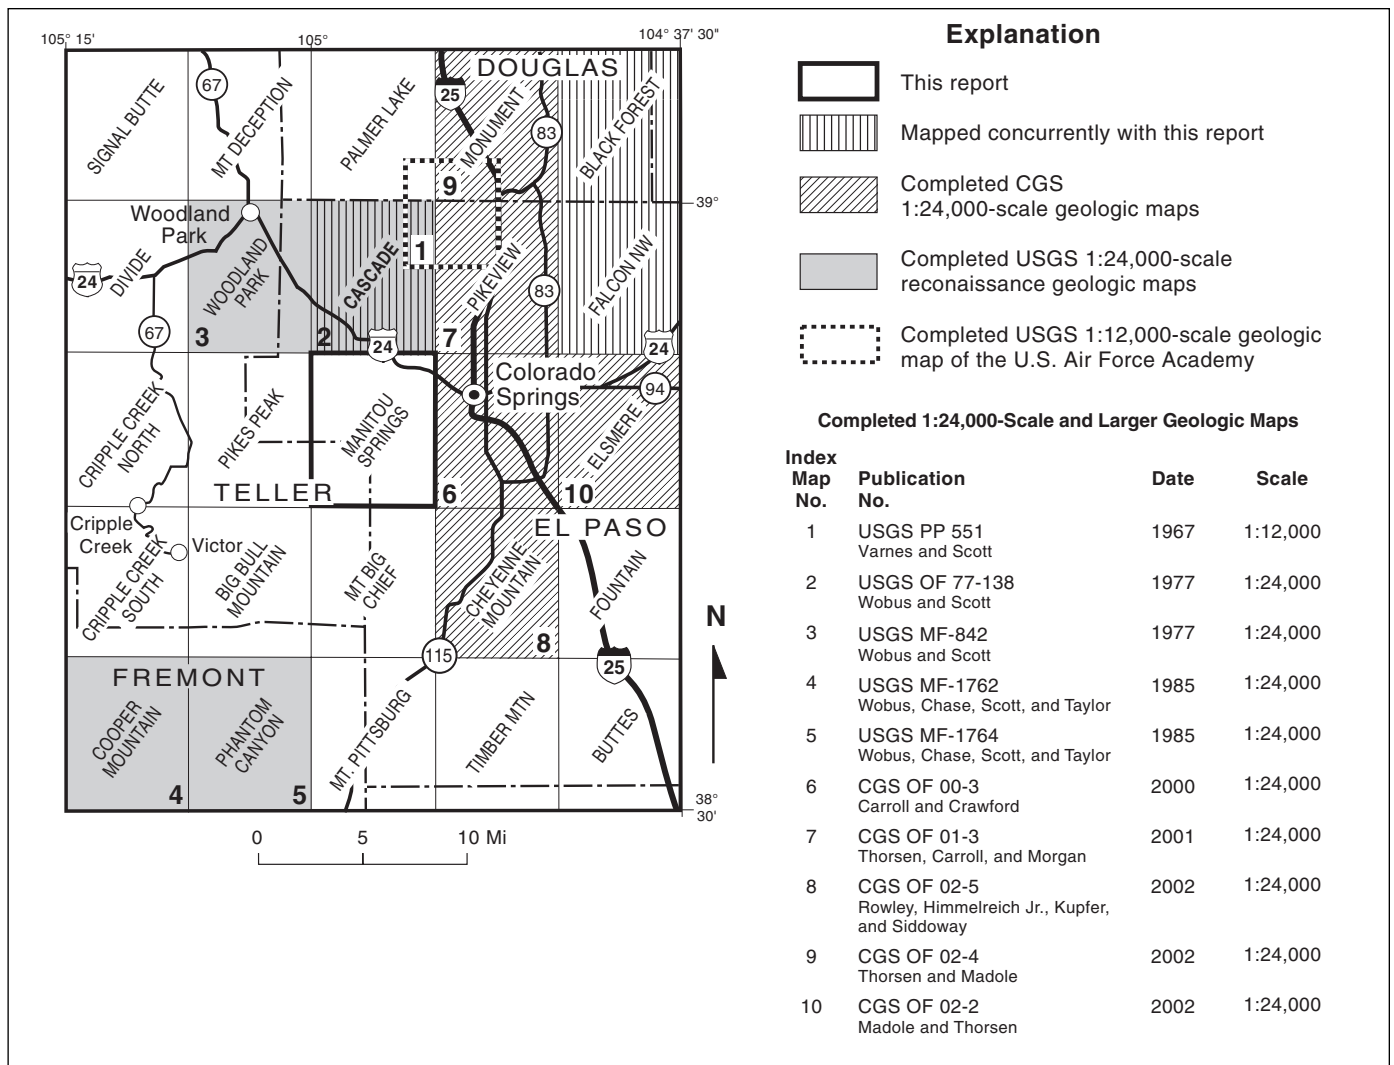 105° 15'
105°
104° 37' 30"
SIGNAL BUTTE
67
MT DECEPTION
PALMER LAKE
DOUGLAS
25
MONUMENT
83
BLACK FOREST
9
39°
Woodland
Park
24
DIVIDE
WOODLAND
PARK
CASCADE
1
PIKEVIEW
83
FALCON NW
67
3
2
24
7
24
Colorado
Springs
94
CRIPPLE CREEK
NORTH
PIKES PEAK
MANITOU
SPRINGS
ELSMERE
TELLER
6
10
Cripple
Creek
Victor
EL PASO
CRIPPLE CREEK
SOUTH
BIG BULL
MOUNTAIN
MT BIG
CHIEF
CHEYENNE
MOUNTAIN
FOUNTAIN
8
115
25
FREMONT
COOPER
MOUNTAIN
PHANTOM
CANYON
MT. PITTSBURG
TIMBER MTN
BUTTES
4
5
38°
30'
N
0 5 10 Mi
Explanation
This report
Mapped concurrently with this report
Completed CGS
1:24,000-scale geologic maps
Completed USGS 1:24,000-scale
reconaissance geologic maps
Completed USGS 1:12,000-scale geologic
map of the U.S. Air Force Academy
Completed 1:24,000-Scale and Larger Geologic Maps
Index
Map Publication Date Scale
No. No.
1 USGS PP 551 1967 1:12,000
Varnes and Scott
2 USGS OF 77-138 1977 1:24,000
Wobus and Scott
3 USGS MF-842 1977 1:24,000
Wobus and Scott
4 USGS MF-1762 1985 1:24,000
Wobus, Chase, Scott, and Taylor
5 USGS MF-1764 1985 1:24,000
Wobus, Chase, Scott, and Taylor
6 CGS OF 00-3 2000 1:24,000
Carroll and Crawford
7 CGS OF 01-3 2001 1:24,000
Thorsen, Carroll, and Morgan
8 CGS OF 02-5 2002 1:24,000
Rowley, Himmelreich Jr., Kupfer,
and Siddoway
9 CGS OF 02-4 2002 1:24,000
Thorsen and Madole
10 CGS OF 02-2 2002 1:24,000
Madole and Thorsen